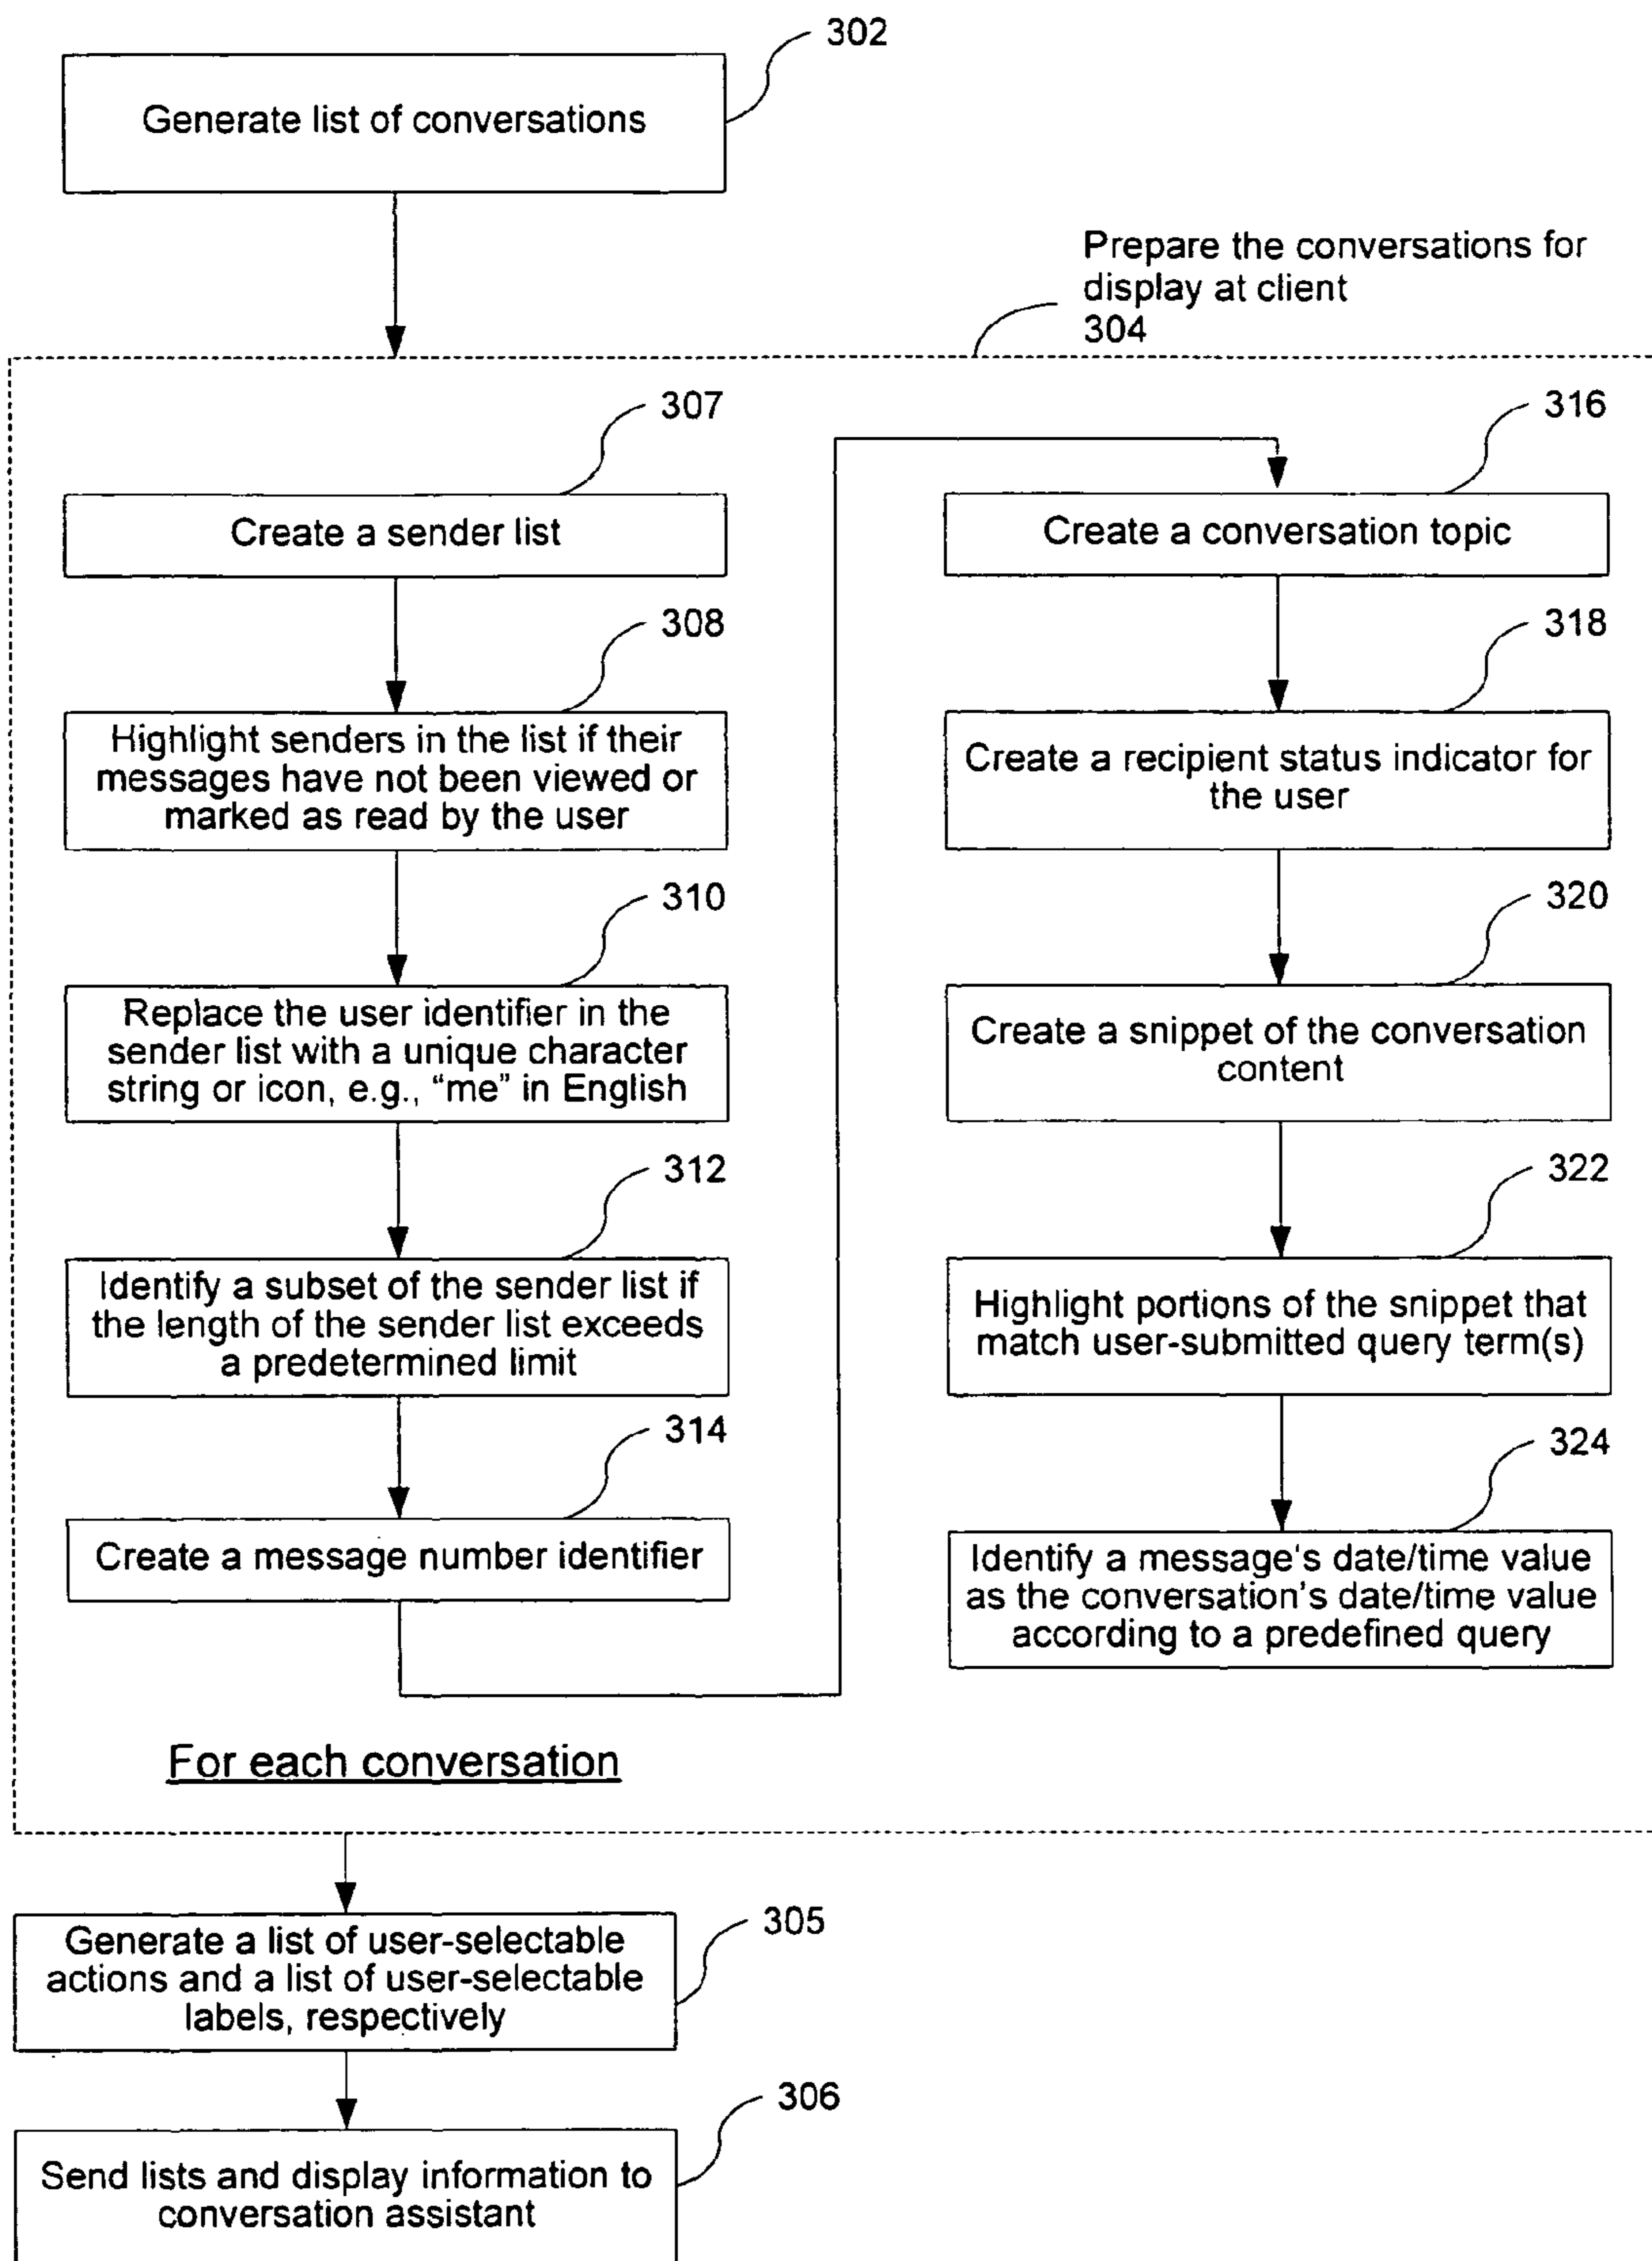 302
Generate list of conversations
Prepare the conversations for
display at client
304
307
Create a sender list
308
Highlight senders in the list if their
messages have not been viewed or
marked as read by the user
310
Replace the user identifier in the
sender list with a unique character
string or icon, e.g., “me” in English
312
Identify a subset of the sender list if
the length of the sender list exceeds
a predetermined limit
314
Create a message number identifier
316
Create a conversation topic
318
Create a recipient status indicator for
the user
320
Create a snippet of the conversation
content
322
Highlight portions of the snippet that
match user-submitted query term(s)
324
Identify a message's date/time value
as the conversation's date/time value
according to a predefined query
For each conversation
305
Generate a list of user-selectable
actions and a list of user-selectable
labels, respectively
306
Send lists and display information to
conversation assistant